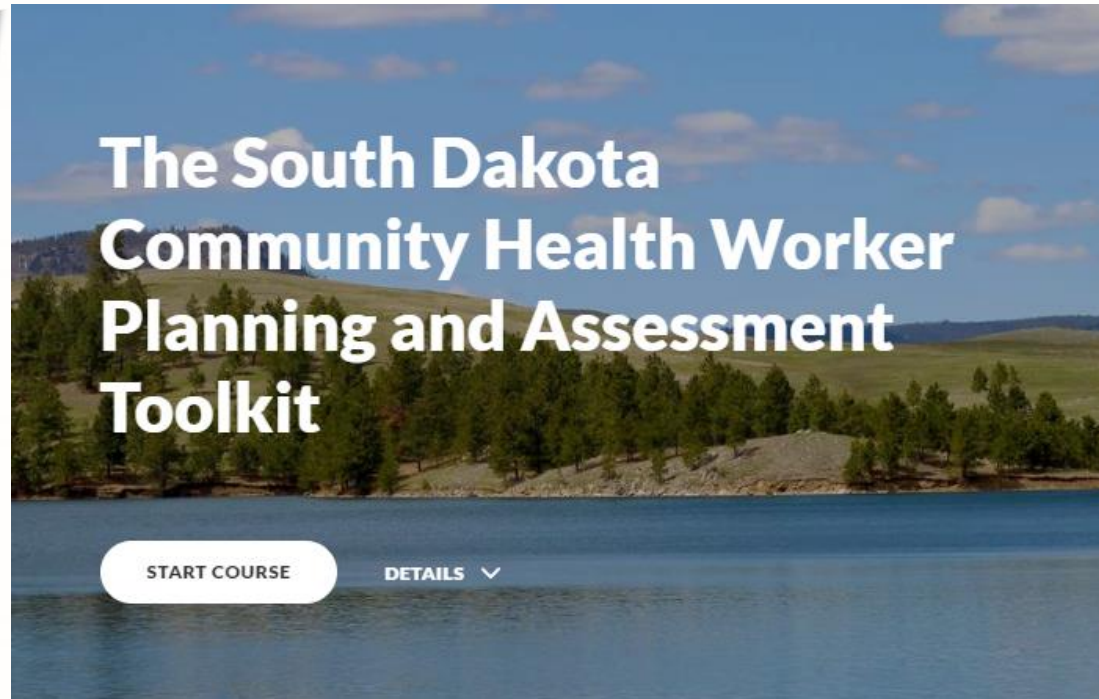 The South Dakota
Community Health Worker
Planning and Assessment
Toolkit
START COURSE
DETAILS